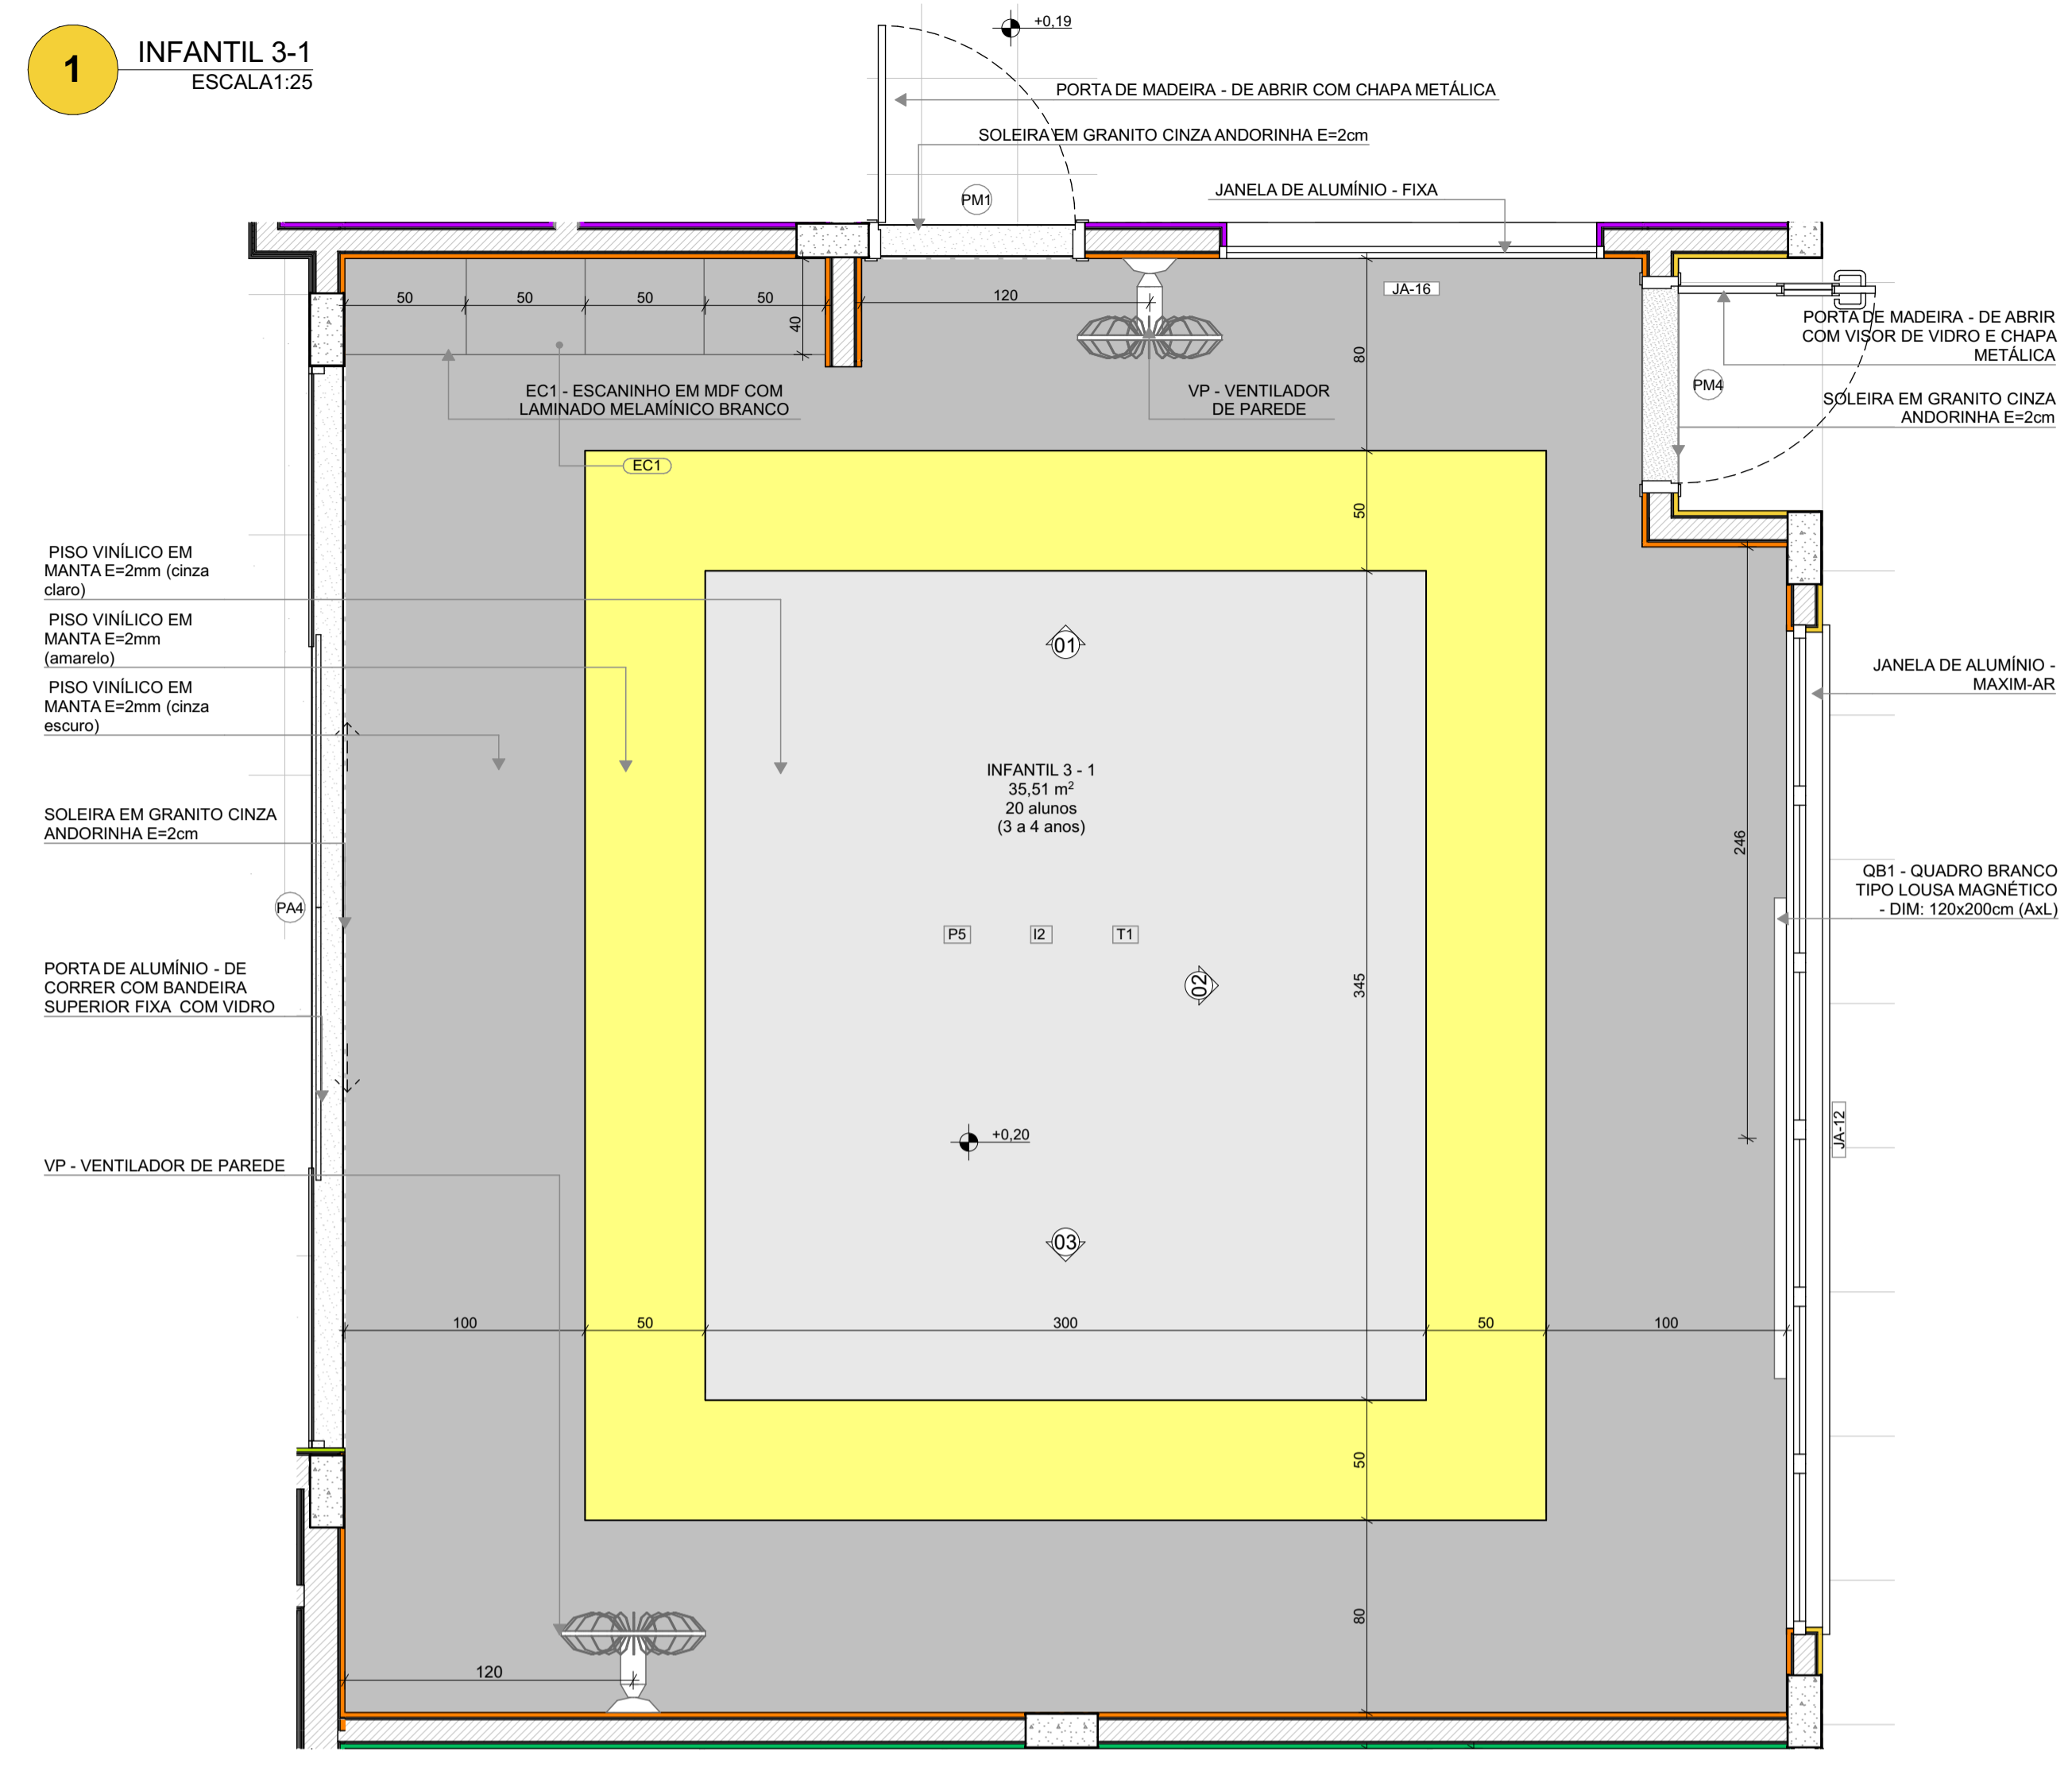 1
INFANTIL 3-1
ESCALA1:25
+0,19
PORTA DE MADEIRA - DE ABRIR COM CHAPA METÁLICA
SOLEIRA EM GRANITO CINZA ANDORINHA E=2cm
PM1
JANELA DE ALUMÍNIO - FIXA
50
50
50
50
40
120
JA-16
80
PORTA DE MADEIRA - DE ABRIR
COM VISOR DE VIDRO E CHAPA
METÁLICA
PM4
SOLEIRA EM GRANITO CINZA
ANDORINHA E=2cm
EC1 - ESCANINHO EM MDF COM
LAMINADO MELAMÍNICO BRANCO
VP - VENTILADOR
DE PAREDE
EC1
50
PISO VINÍLICO EM
MANTA E=2mm (cinza
claro)
PISO VINÍLICO EM
MANTA E=2mm
(amarelo)
PISO VINÍLICO EM
MANTA E=2mm (cinza
escuro)
01
JANELA DE ALUMÍNIO -
MAXIM-AR
INFANTIL 3 - 1
35,51 m²
20 alunos
(3 a 4 anos)
SOLEIRA EM GRANITO CINZA
ANDORINHA E=2cm
246
QB1 - QUADRO BRANCO
TIPO LOUSA MAGNÉTICO
- DIM: 120x200cm (AxL)
PA4
P5
I2
T1
02
345
PORTA DE ALUMÍNIO - DE
CORRER COM BANDEIRA
SUPERIOR FIXA COM VIDRO
+0,20
JA-12
VP - VENTILADOR DE PAREDE
03
100
50
300
50
100
50
80
120